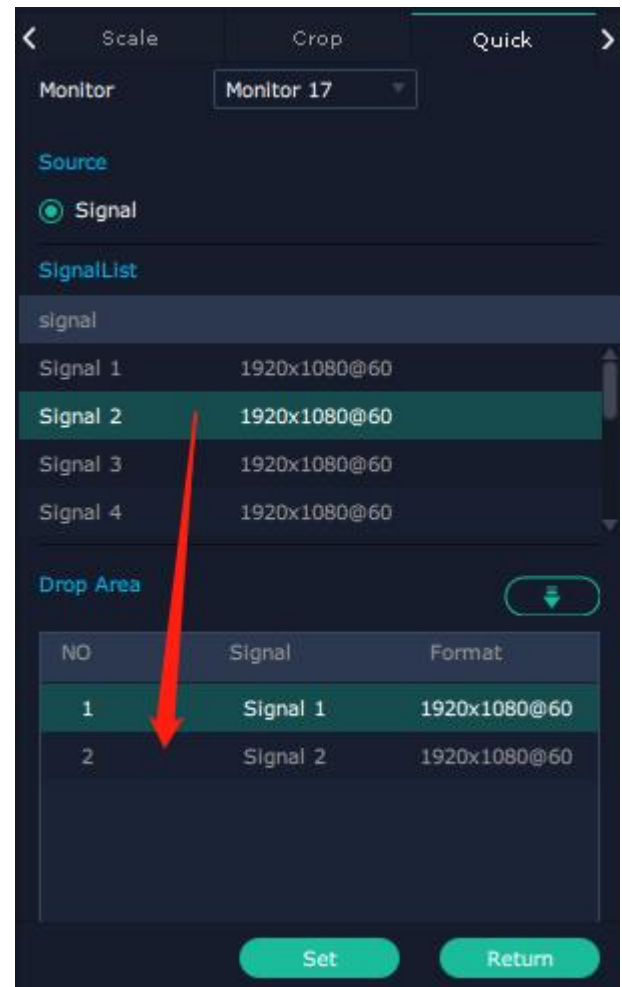 Scale Crop Quick
Monitor Monitor 17
Source
Signal
SignalList
signal
Signal 1 1920x1080@60
Signal 2 1920x1080@60
Signal 3 1920x1080@60
Signal 4 1920x1080@60
Drop Area
NO Signal Format
1 Signal 1 1920x1080@60
2 Signal 2 1920x1080@60
Set Return